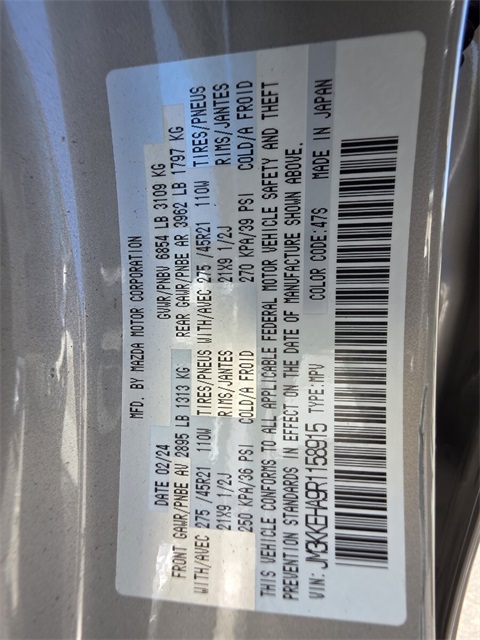 MFD. BY MAZDA MOTOR CORPORATION
DATE 02/24 GVWR/PNBV 6854 LB 3109 KG
FRONT GAWR/PNBE AV 2895 LB 1313 KG REAR GAWR/PNBE AR 3962 LB 1797 KG
WITH/AVEC 275 /45R21 110W TIRES/PNEUS WITH/AVEC 275 /45R21 110W TIRES/PNEUS
21X9 1/2J RIMS/JANTES 21X9 1/2J RIMS/JANTES
250 KPA/36 PSI COLD/A FROID 270 KPA/39 PSI COLD/A FROID
THIS VEHICLE CONFORMS TO ALL APPLICABLE FEDERAL MOTOR VEHICLE SAFETY AND THEFT
PREVENTION STANDARDS IN EFFECT ON THE DATE OF MANUFACTURE SHOWN ABOVE.
VIN: JM3KKEHA9R1158915 TYPE:MPV COLOR CODE:47S MADE IN JAPAN